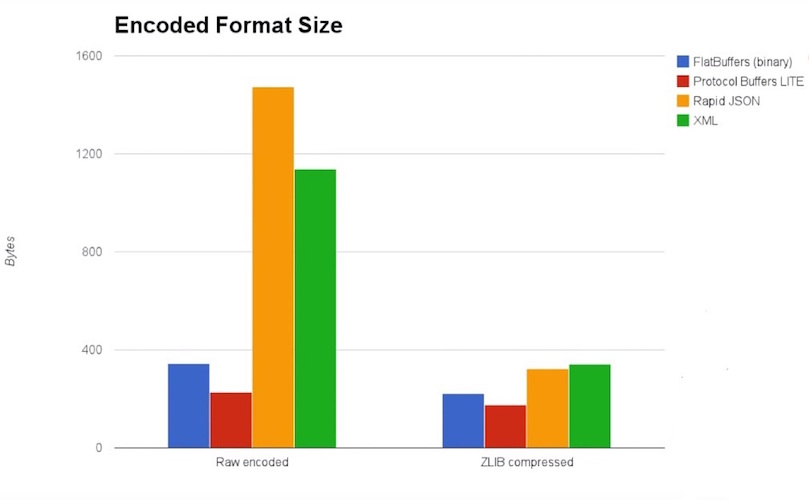 Encoded Format Size
1600
1200
800
400
0
Bytes
Raw encoded
ZLIB compressed
FlatBuffers (binary)
Protocol Buffers LITE
Rapid JSON
XML